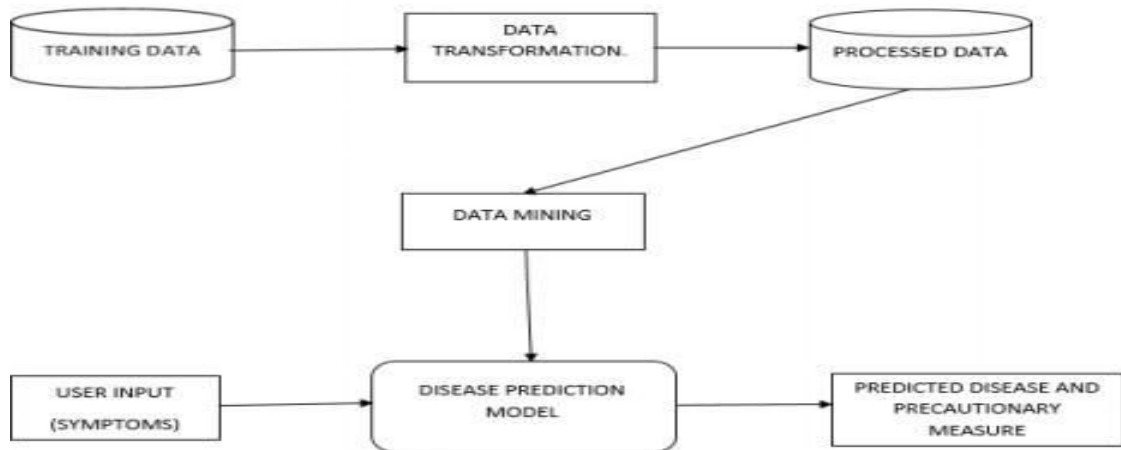 TRAINING DATA
DATA
TRANSFORMATION.
PROCESSED DATA
DATA MINING
USER INPUT
(SYMPTOMS)
DISEASE PREDICTION
MODEL
PREDICTED DISEASE AND
PRECAUTIONARY
MEASURE